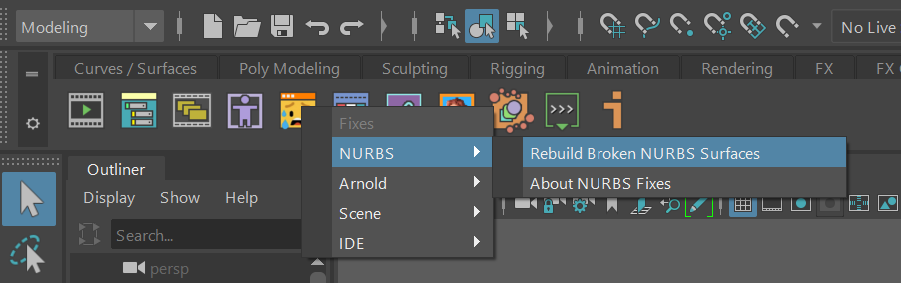 Modeling
No Live
Curves / Surfaces
Poly Modeling
Sculpting
Rigging
Animation
Rendering
FX
FX
>>>
Fixes
NURBS
Arnold
Scene
IDE
Rebuild Broken NURBS Surfaces
About NURBS Fixes
Outliner
Display Show Help
Search...
persp